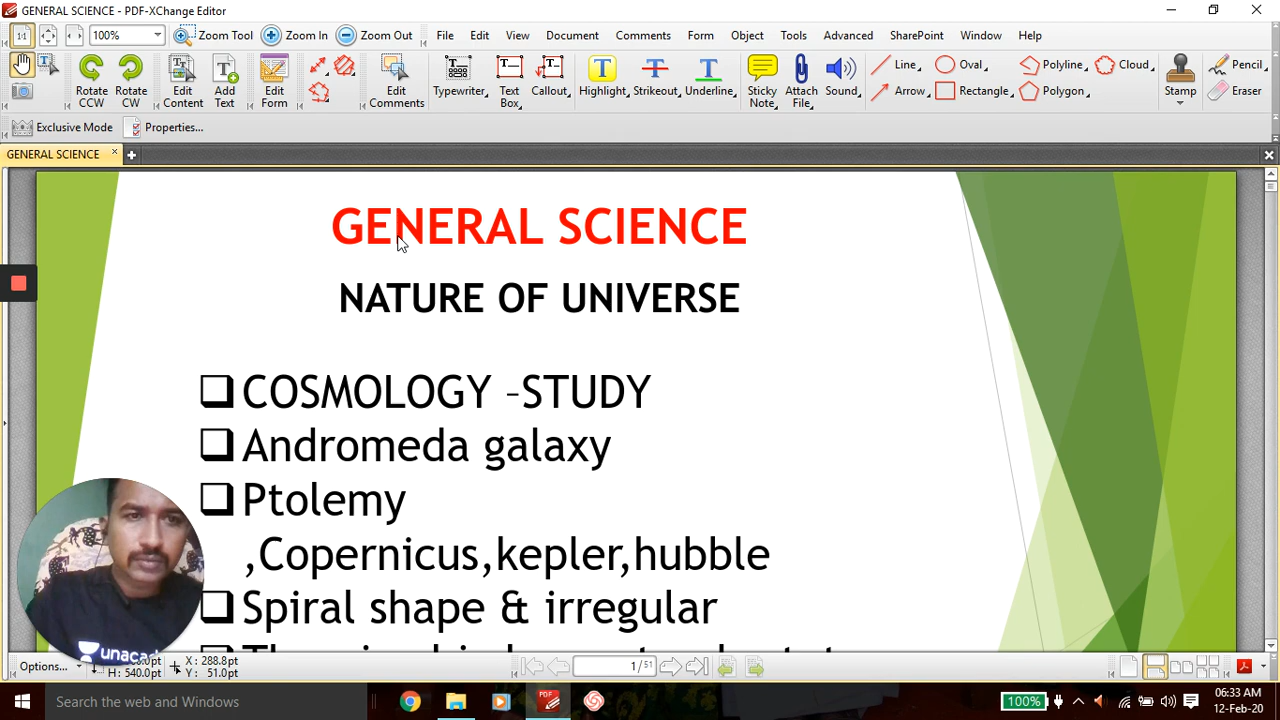 GENERAL SCIENCE - PDF-XChange Editor
100% Zoom Tool Zoom In Zoom Out File Edit View Document Comments Form Object Tools Advanced SharePoint Window Help
Rotate CCW
Rotate CW
Edit Content
Add Text
Edit Form
Edit Comments
Typewriter
Text Box
Callout
Highlight
Strikeout
Underline
Sticky Note
Attach File
Sound
Line
Arrow
Oval
Rectangle
Polyline
Polygon
Cloud
Stamp
Pencil
Eraser
Exclusive Mode Properties...
GENERAL SCIENCE
GENERAL SCIENCE
NATURE OF UNIVERSE
COSMOLOGY –STUDY
Andromeda galaxy
Ptolemy
,Copernicus,kepler,hubble
Spiral shape & irregular
unacad
Options...
H: 540.0pt
X: 288.8pt
Y: 51.0pt
1 / 51
Search the web and Windows
PDF
100%
06:33 AM
12-Feb-20